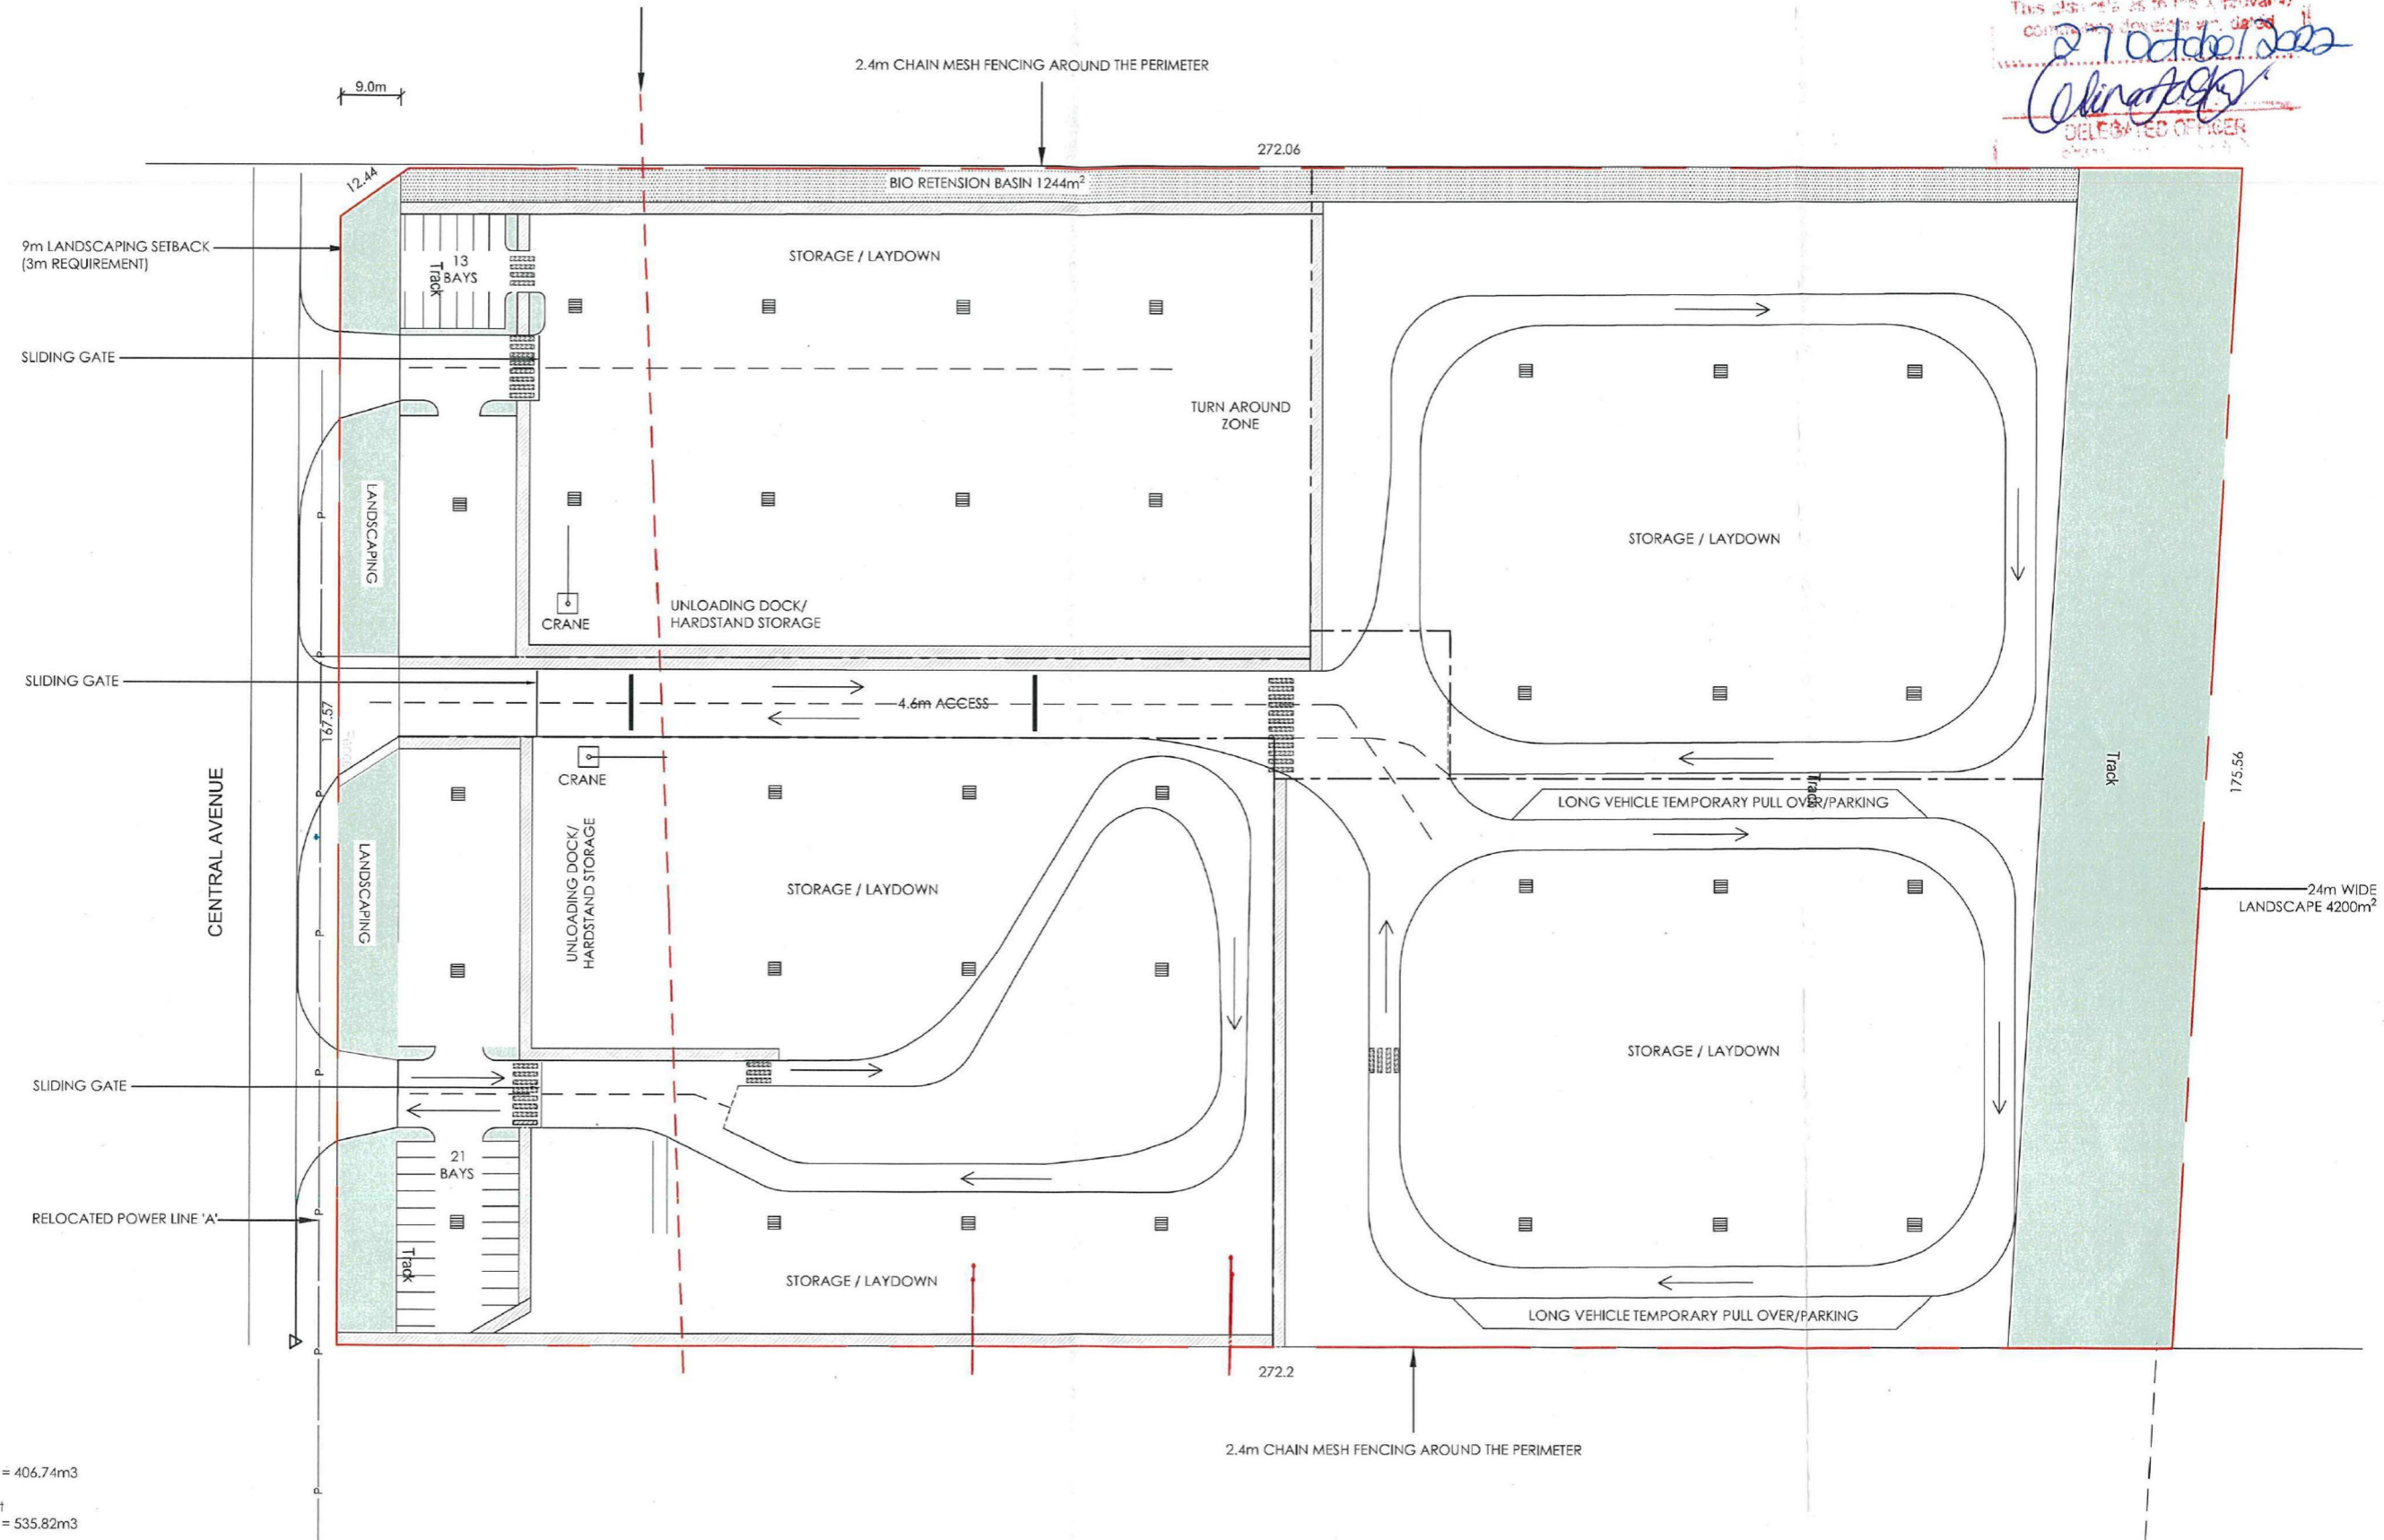 This plan
dated
27 October 2022
DELEGATED OFFICER
2.4m CHAIN MESH FENCING AROUND THE PERIMETER
9.0m
272.06
12.44
BIO RETENSION BASIN 1244m²
9m LANDSCAPING SETBACK
(3m REQUIREMENT)
13
BAYS
Track
STORAGE / LAYDOWN
SLIDING GATE
TURN AROUND
ZONE
LANDSCAPING
STORAGE / LAYDOWN
CRANE
UNLOADING DOCK/
HARDSTAND STORAGE
SLIDING GATE
4.6m ACCESS
167.57
CRANE
CENTRAL AVENUE
LANDSCAPING
UNLOADING DOCK/
HARDSTAND STORAGE
STORAGE / LAYDOWN
Track
LONG VEHICLE TEMPORARY PULL OVER/PARKING
Track
175.56
24m WIDE
LANDSCAPE 4200m²
STORAGE / LAYDOWN
SLIDING GATE
21
BAYS
RELOCATED POWER LINE 'A'
Track
STORAGE / LAYDOWN
LONG VEHICLE TEMPORARY PULL OVER/PARKING
272.2
2.4m CHAIN MESH FENCING AROUND THE PERIMETER
= 406.74m3
= 535.82m3
P
P
P
P
P
P
P
P
P